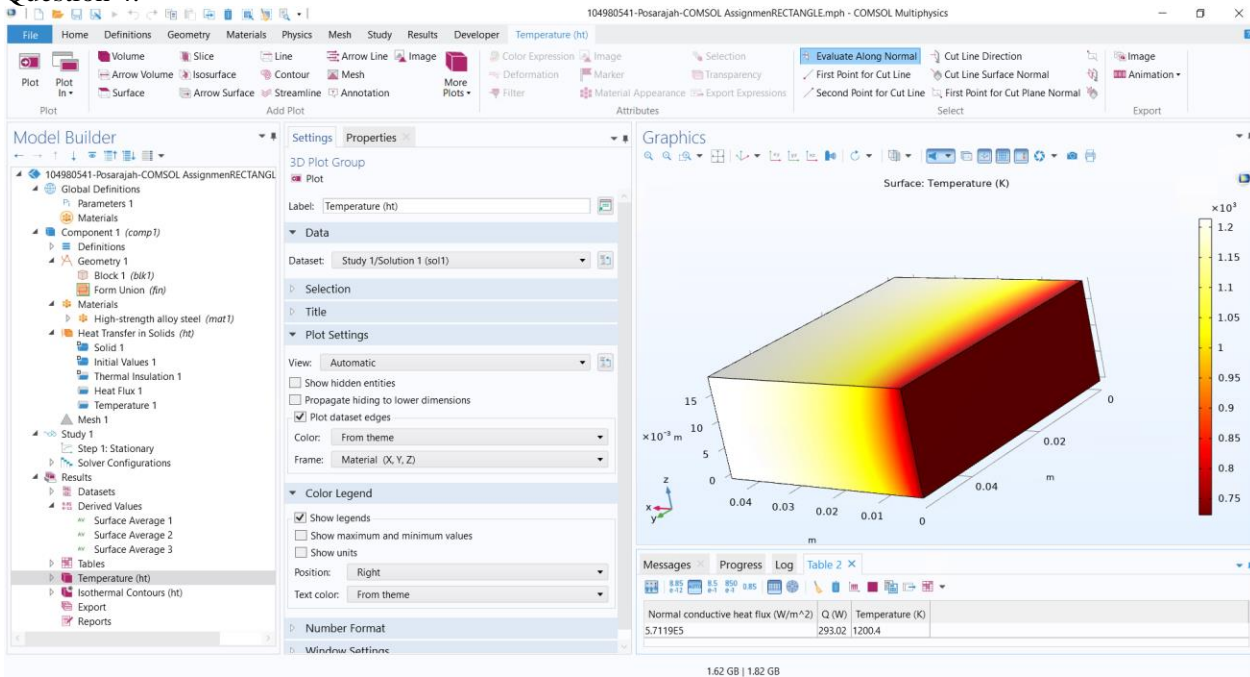 104980541-Posarajah-COMSOL AssignmenRECTANGLE.mph - COMSOL Multiphysics
File Home Definitions Geometry Materials Physics Mesh Study Results Developer Temperature (ht)
Plot
Plot In
Plot
Volume
Arrow Volume
Surface
Slice
Isosurface
Arrow Surface
Line
Contour
Streamline
Arrow Line
Mesh
Annotation
Image
More Plots
Add Plot
Color Expression
Deformation
Filter
Image
Marker
Material Appearance
Selection
Transparency
Export Expressions
Attributes
Evaluate Along Normal
First Point for Cut Line
Second Point for Cut Line
Cut Line Direction
Cut Line Surface Normal
First Point for Cut Plane Normal
Select
Image
Animation
Export
Model Builder
104980541-Posarajah-COMSOL AssignmenRECTANGL
Global Definitions
Pi Parameters 1
Materials
Component 1 (comp1)
Definitions
Geometry 1
Block 1 (blk1)
Form Union (fin)
Materials
High-strength alloy steel (mat1)
Heat Transfer in Solids (ht)
Solid 1
Initial Values 1
Thermal Insulation 1
Heat Flux 1
Temperature 1
Mesh 1
Study 1
Step 1: Stationary
Solver Configurations
Results
Datasets
Derived Values
Surface Average 1
Surface Average 2
Surface Average 3
Tables
Temperature (ht)
Isothermal Contours (ht)
Export
Reports
Settings Properties
3D Plot Group
Plot
Label: Temperature (ht)
Data
Dataset: Study 1/Solution 1 (sol1)
Selection
Title
Plot Settings
View: Automatic
Show hidden entities
Propagate hiding to lower dimensions
Plot dataset edges
Color: From theme
Frame: Material (X, Y, Z)
Color Legend
Show legends
Show maximum and minimum values
Show units
Position: Right
Text color: From theme
Number Format
Window Settings
Graphics
Surface: Temperature (K)
×10³
1.2
1.15
1.1
1.05
1
0.95
0.9
0.85
0.8
0.75
15
10
5
0
×10⁻³ m
0.04
0.03
0.02
0.01
0
m
0
0.02
0.04
m
z
x
y
Messages Progress Log Table 2
8.85 e-12 8.5 e-1 850 e-1 0.85
Normal conductive heat flux (W/m^2) Q (W) Temperature (K)
5.7119E5 293.02 1200.4
1.62 GB | 1.82 GB